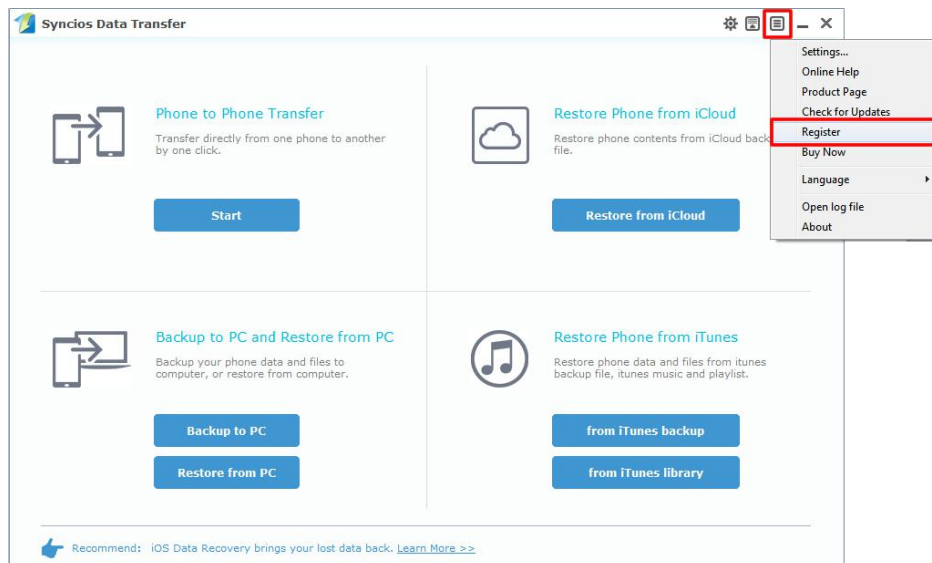 Syncios Data Transfer
Settings...
Online Help
Product Page
Check for Updates
Register
Buy Now
Language
Open log file
About
Phone to Phone Transfer
Transfer directly from one phone to another
by one click.
Start
Restore Phone from iCloud
Restore phone contents from iCloud back
file.
Restore from iCloud
Backup to PC and Restore from PC
Backup your phone data and files to
computer, or restore from computer.
Backup to PC
Restore from PC
Restore Phone from iTunes
Restore phone data and files from itunes
backup file, itunes music and playlist.
from iTunes backup
from iTunes library
Recommend: iOS Data Recovery brings your lost data back. Learn More >>